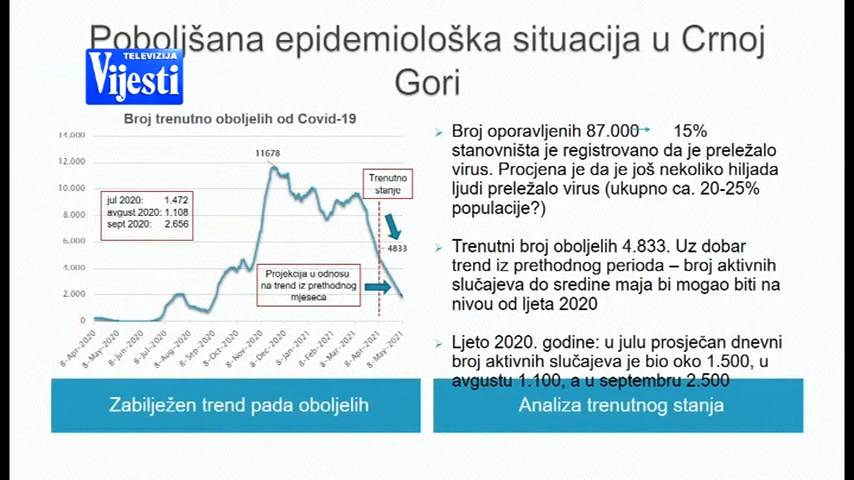 Poboljšana epidemiološka situacija u Crnoj
Gori
TELEVIZIJA
Vijesti
Broj trenutno oboljelih od Covid-19
14.000
12.000
10.000
8.000
6.000
4.000
2.000
0
11678
Trenutno
stanje
4833
jul 2020: 1.472
avgust 2020: 1.108
sept 2020: 2.656
Projekcija u odnosu
na trend iz prethodnog
mjeseca
8-Apr-2020
8-May-2020
8-Jun-2020
8-Jul-2020
8-Aug-2020
8-Sep-2020
8-Oct-2020
8-Nov-2020
8-Dec-2020
8-Jan-2021
8-Feb-2021
8-Mar-2021
8-Apr-2021
8-May-2021
Zabilježen trend pada oboljelih
Broj oporavljenih 87.000 15%
stanovništa je registrovano da je preležalo
virus. Procjena je da je još nekoliko hiljada
ljudi preležalo virus (ukupno ca. 20-25%
populacije?)
Trenutni broj oboljelih 4.833. Uz dobar
trend iz prethodnog perioda – broj aktivnih
slučajeva do sredine maja bi mogao biti na
nivou od ljeta 2020
Ljeto 2020. godine: u julu prosječan dnevni
broj aktivnih slučajeva je bio oko 1.500, u
avgustu 1.100, a u septembru 2.500
Analiza trenutnog stanja